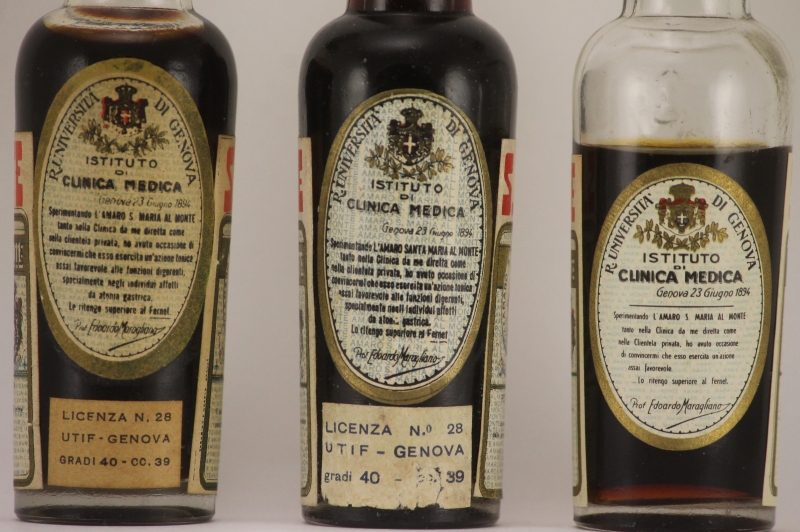 R. UNIVERSITÀ DI GENOVA
ISTITUTO
DI
CLINICA MEDICA
Genova 23 Giugno 1894
Sperimentando L'AMARO S. MARIA AL MONTE
tanto nella Clinica da me diretta come
nella clientela privata, ho avuto occasione di
convincermi che esso esercita un'azione tonica
assai favorevole alle funzioni digerenti,
specialmente negli individui affetti
da atonia gastrica.
Lo ritengo superiore al Fernet.
Prof. Edoardo Maragliano
LICENZA N. 28
UTIF - GENOVA
GRADI 40 - CC. 39
R. UNIVERSITÀ DI GENOVA
ISTITUTO
DI
CLINICA MEDICA
Genova 23 Giugno 1894
Sperimentando L'AMARO SANTA MARIA AL MONTE
tanto nella Clinica da me diretta come
nella clientela privata, ho avuto occasione di
convincermi che esso esercita un'azione tonica
assai favorevole alle funzioni digerenti,
specialmente negli individui affetti
gastrica.
Lo ritengo superiore al Fernet
Prof. Edoardo Maragliano
LICENZA N.º 28
UTIF - GENOVA
gradi 40 - cc. 39
R. UNIVERSITÀ DI GENOVA
ISTITUTO
DI
CLINICA MEDICA
Genova 23 Giugno 1894
Sperimentando L'AMARO S. MARIA AL MONTE
tanto nella Clinica da me diretta come
nella Clientela privata, ho avuto occasione
di convincermi che esso esercita un'azione
assai favorevole.
Lo ritengo superiore al fernet.
Prof. Edoardo Maragliano